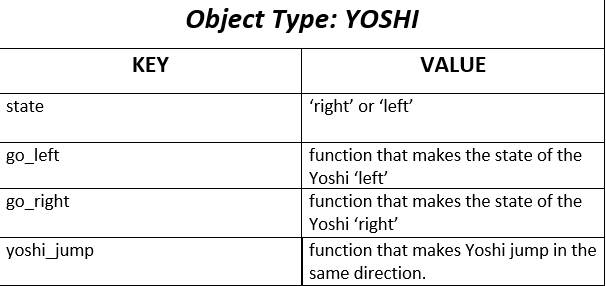 Object Type: YOSHI
KEY VALUE
state ‘right’ or ‘left’
go_left function that makes the state of the
Yoshi ‘left’
go_right function that makes the state of the
Yoshi ‘right’
yoshi_jump function that makes Yoshi jump in the
same direction.